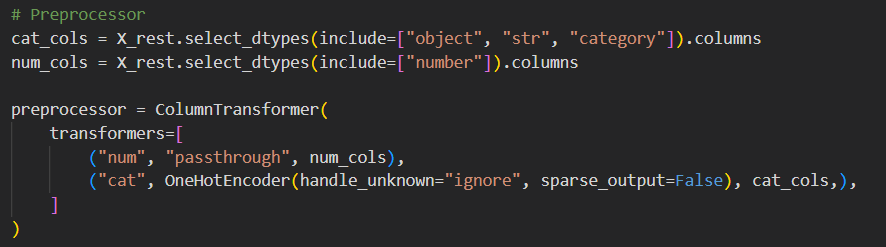 # Preprocessor
cat_cols = X_rest.select_dtypes(include=["object", "str", "category"]).columns
num_cols = X_rest.select_dtypes(include=["number"]).columns

preprocessor = ColumnTransformer(
    transformers=[
        ("num", "passthrough", num_cols),
        ("cat", OneHotEncoder(handle_unknown="ignore", sparse_output=False), cat_cols,),
    ]
)